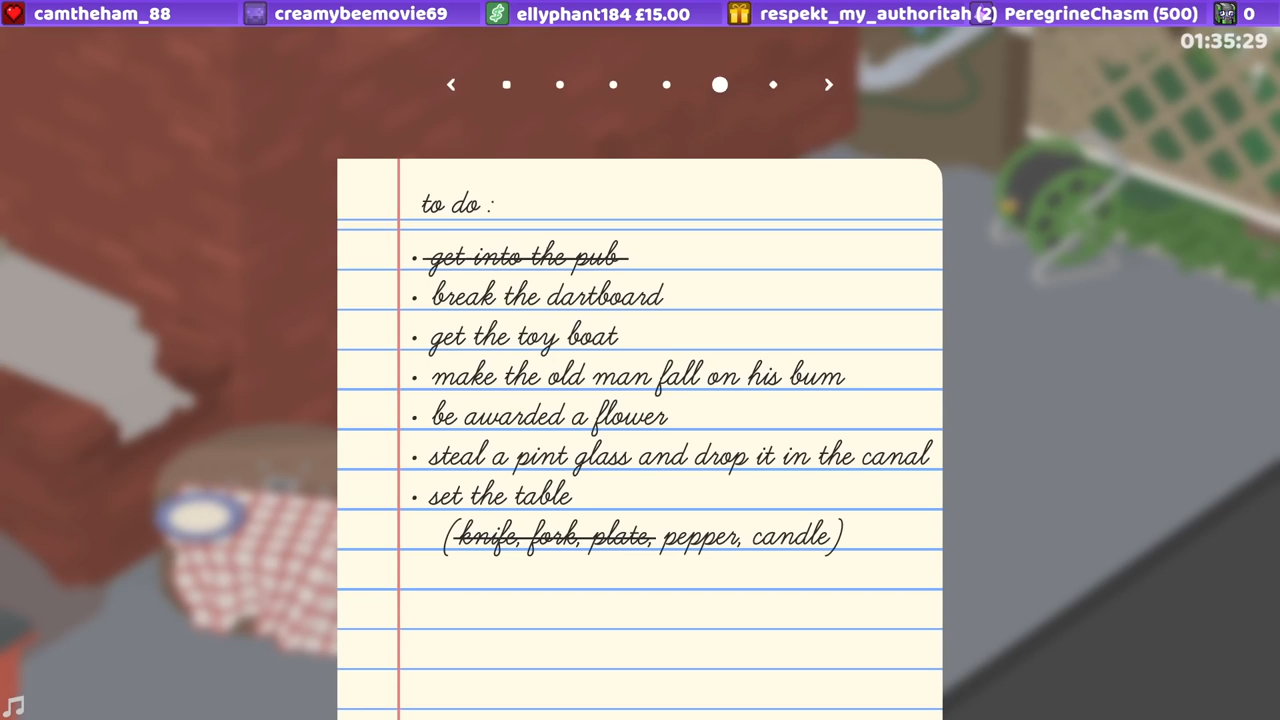 camtheham_88 creamybeemovie69 ellyphant184 £15.00 respekt_my_authoritah (2) PeregrineChasm (500) 0
01:35:29
to do :
• get into the pub
• break the dartboard
• get the toy boat
• make the old man fall on his bum
• be awarded a flower
• steal a pint glass and drop it in the canal
• set the table
(knife, fork, plate, pepper, candle)